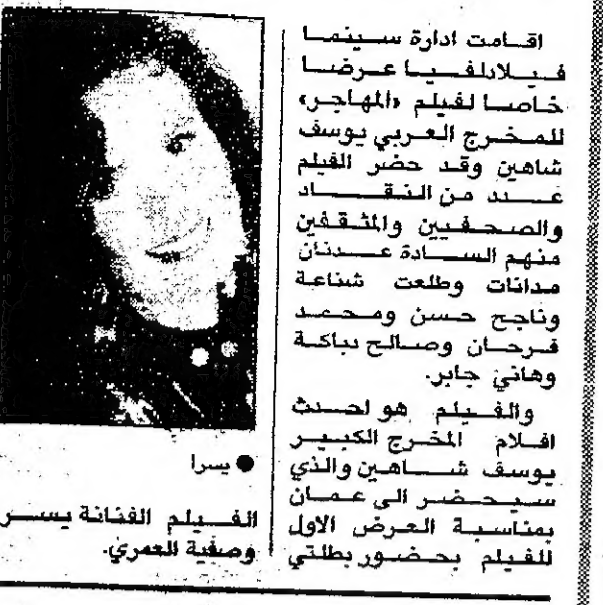 اقامت ادارة سينما
فيلادلفيا عرضا
خاصا لفيلم «المهاجر»
للمخرج العربي يوسف
شاهين وقد حضر الفيلم
عدد من النقاد
والصحفيين والمثقفين
منهم السادة عدنان
مدانات وطلعت شناعة
وناجح حسن ومحمد
فرحان وصالح بباكة
وهاني جابر.
والفيلم هو احدث
افلام المخرج الكبير
يوسف شاهين والذي
سيحضر الى عمان
بمناسبة العرض الاول
للفيلم بحضور بطلتي
● يسرا
الفيلم الفنانة يسر
وصفية العمري.